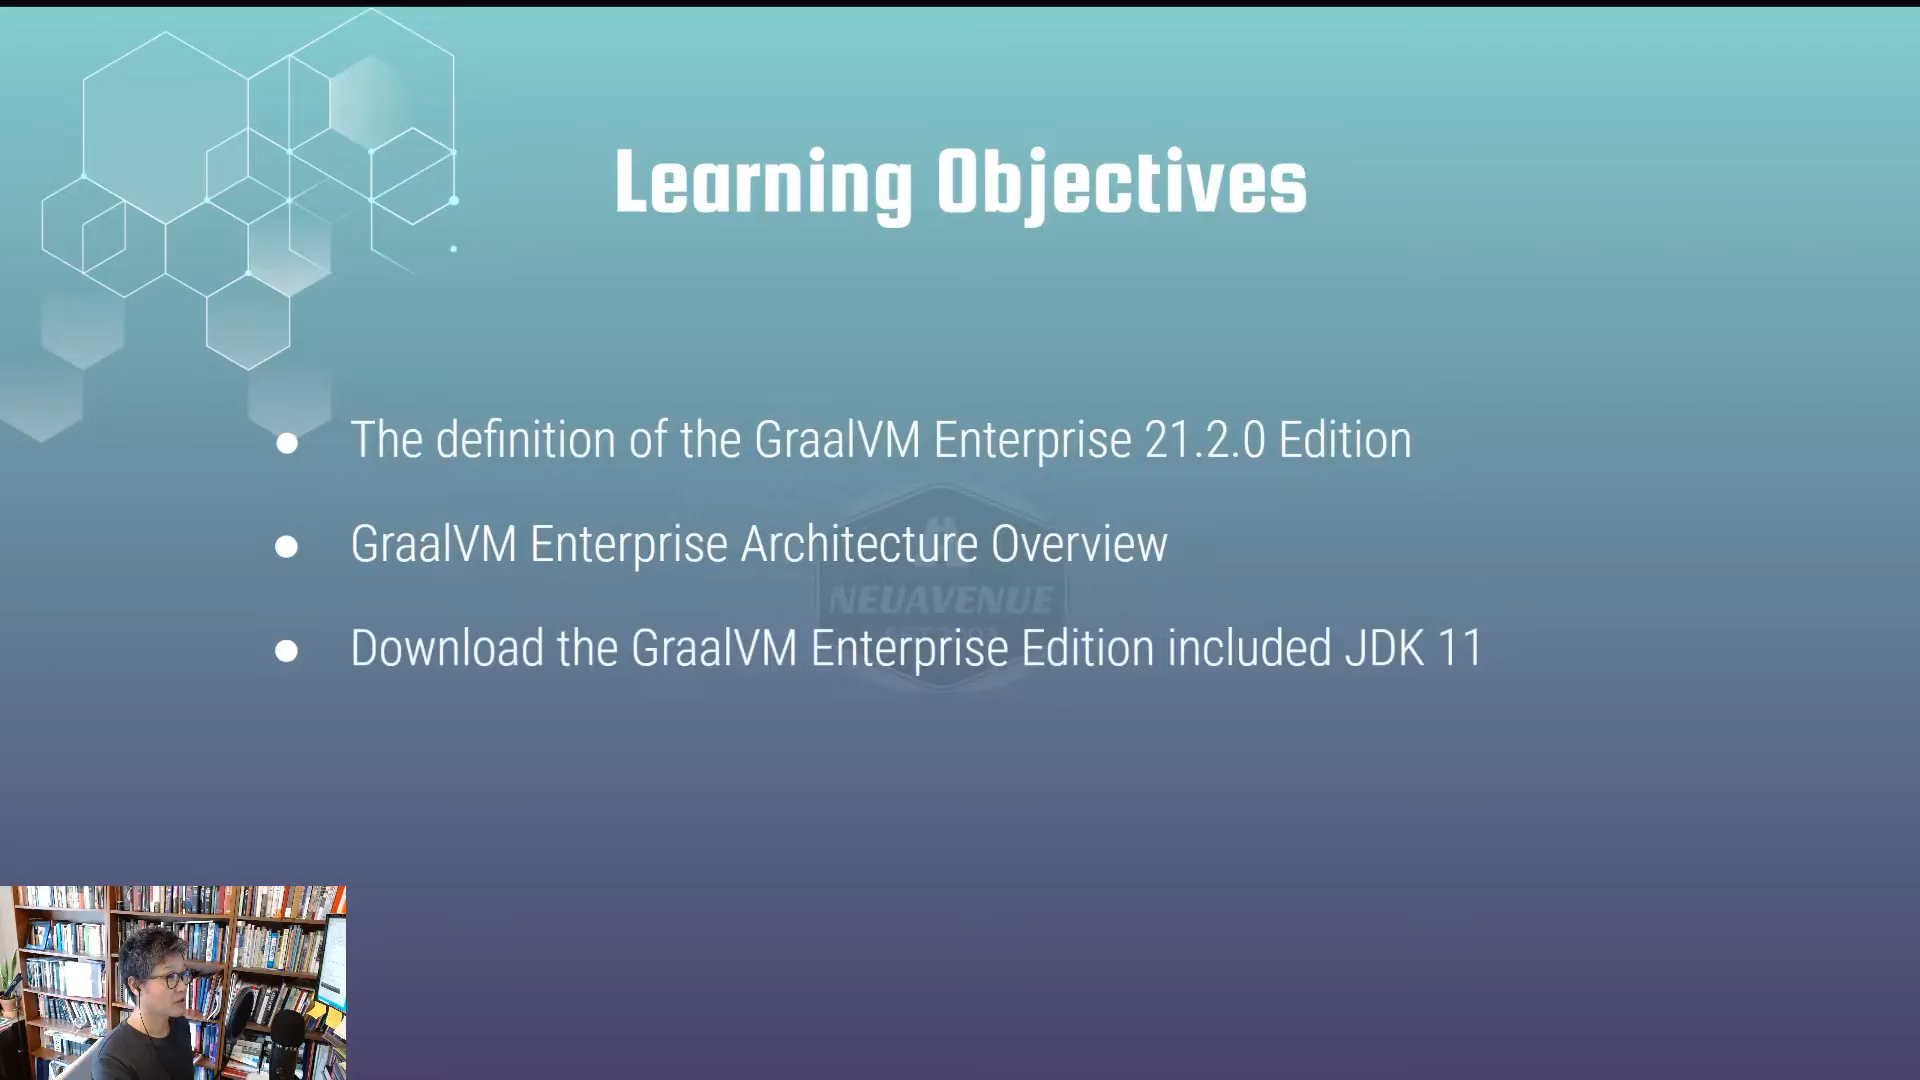 Learning Objectives
● The definition of the GraalVM Enterprise 21.2.0 Edition
● GraalVM Enterprise Architecture Overview
NEUAVENUE
● Download the GraalVM Enterprise Edition included JDK 11